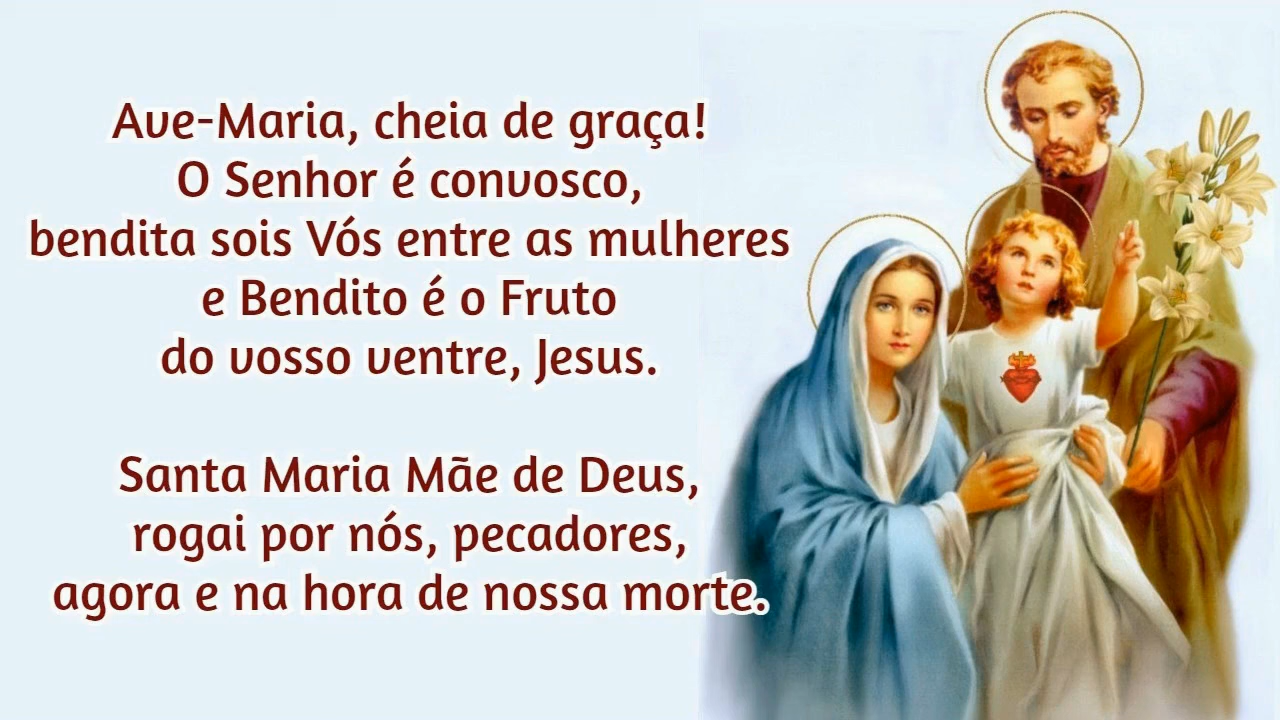 Ave-Maria, cheia de graça!
O Senhor é convosco,
bendita sois Vós entre as mulheres
e Bendito é o Fruto
do vosso ventre, Jesus.
Santa Maria Mãe de Deus,
rogai por nós, pecadores,
agora e na hora de nossa morte.